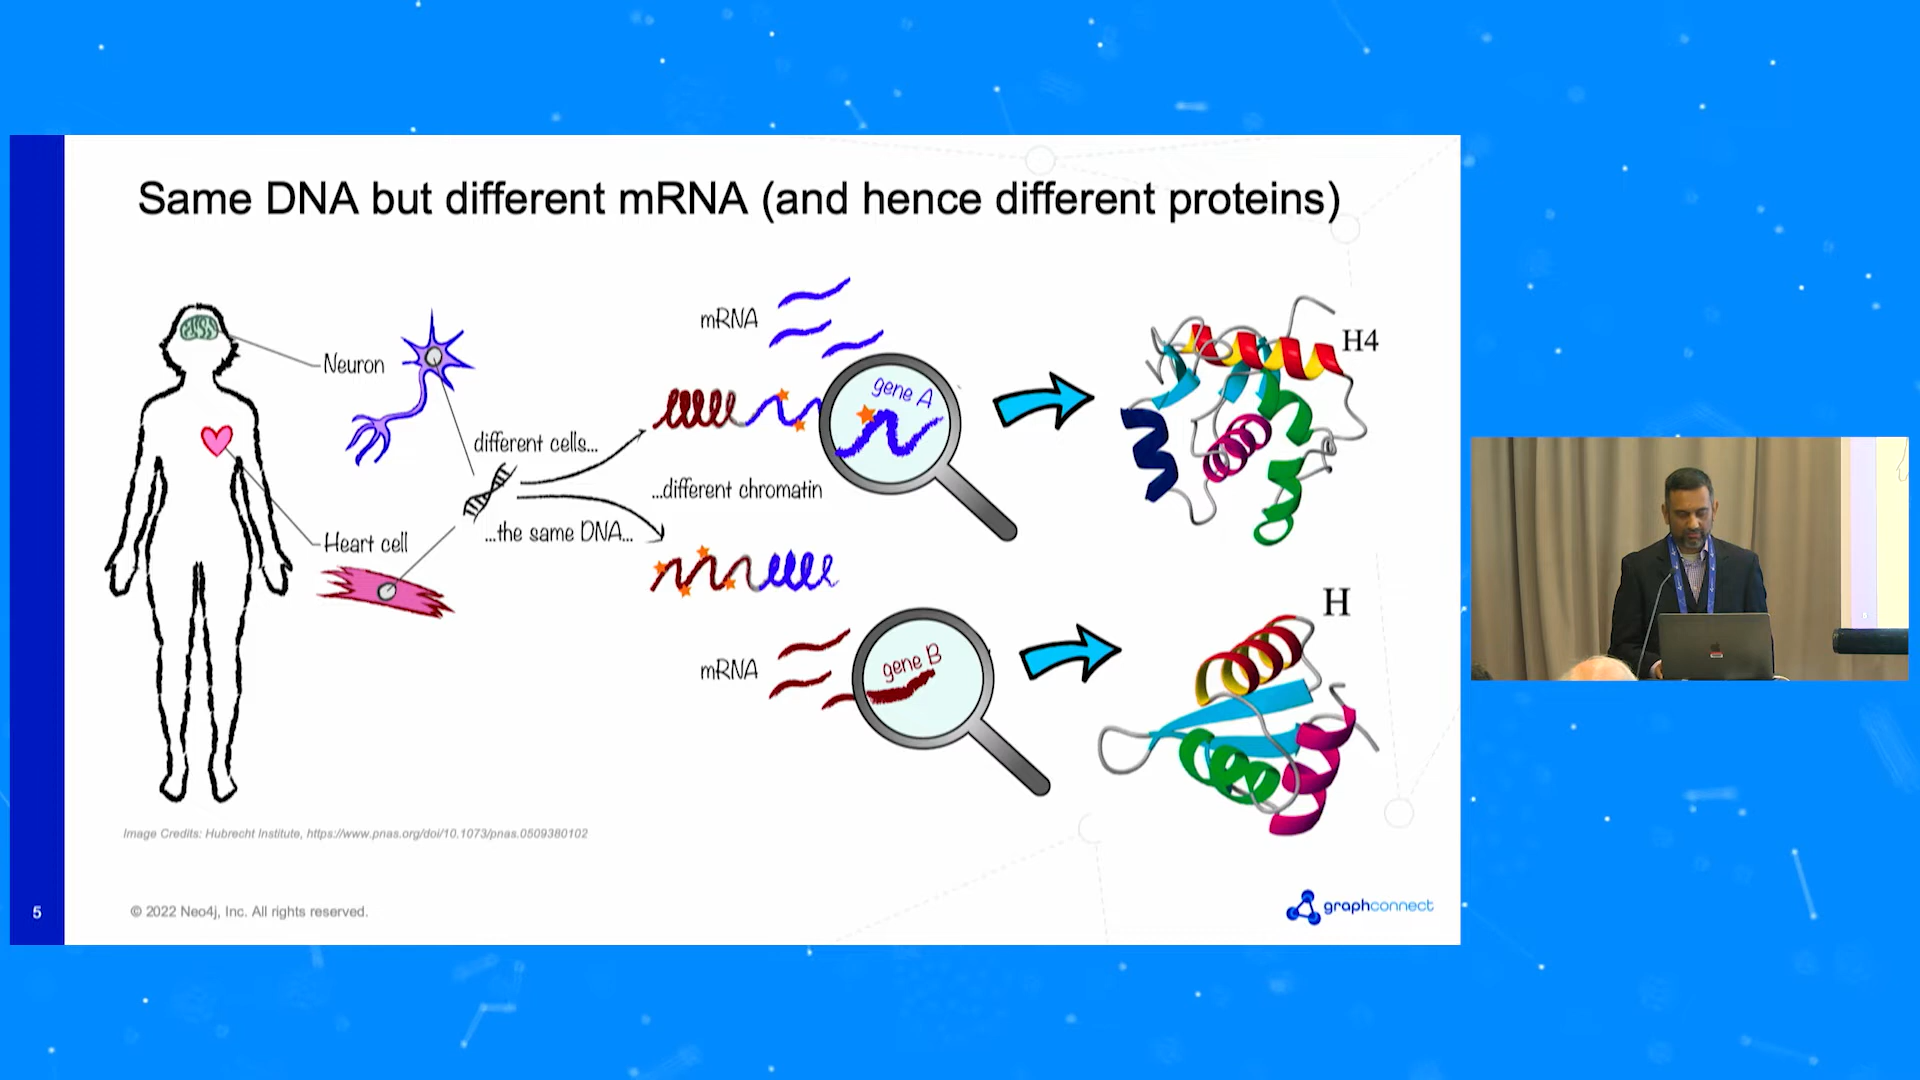 Same DNA but different mRNA (and hence different proteins)
Neuron
Heart cell
different cells...
...the same DNA...
...different chromatin
mRNA
gene A
H4
mRNA
gene B
H
Image Credits: Hubrecht Institute, https://www.pnas.org/doi/10.1073/pnas.0509380102
5
© 2022 Neo4j, Inc. All rights reserved.
graphconnect